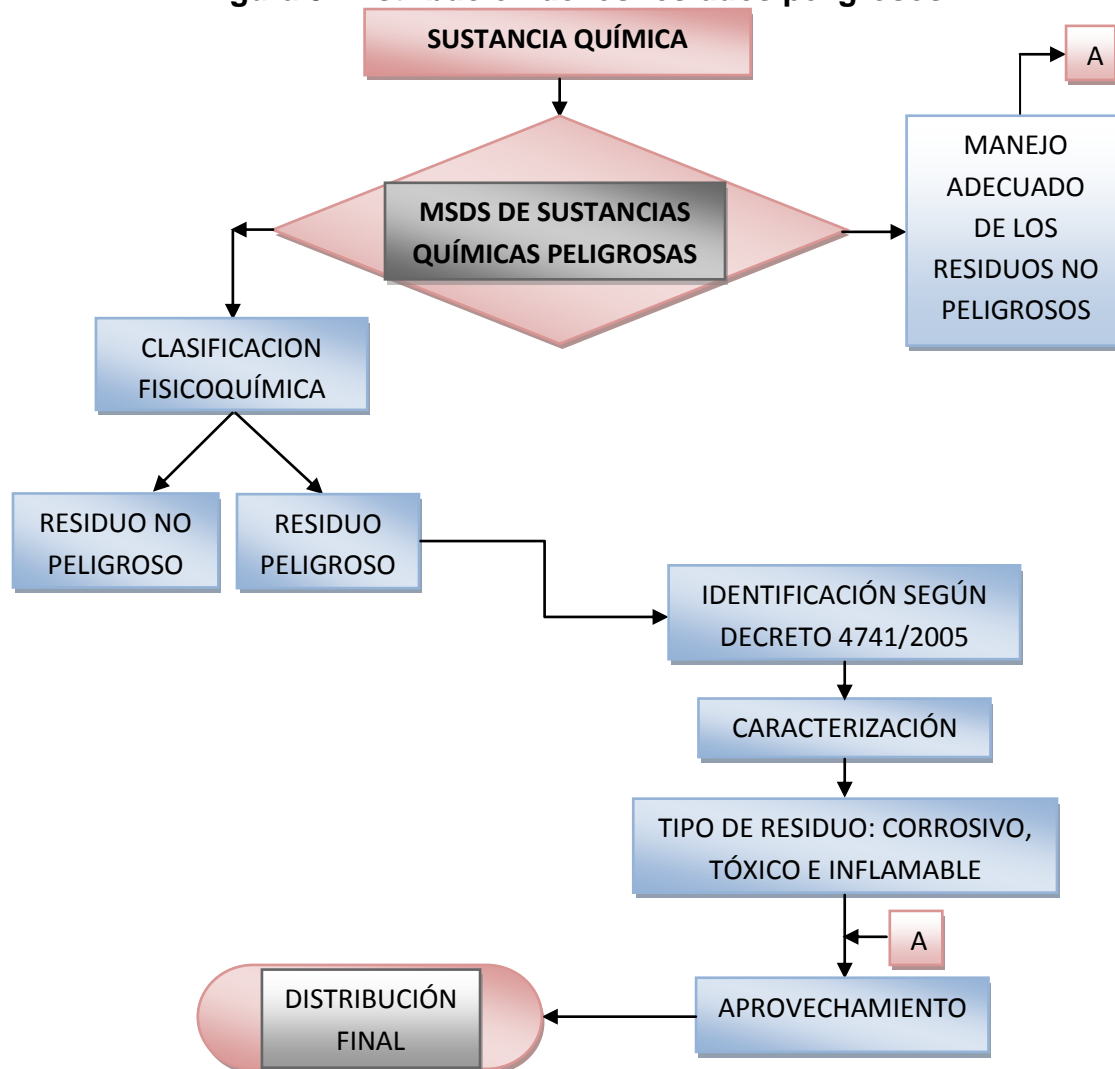 SUSTANCIA QUÍMICA
A
MSDS DE SUSTANCIAS
QUÍMICAS PELIGROSAS
MANEJO
ADECUADO
DE LOS
RESIDUOS NO
PELIGROSOS
CLASIFICACION
FISICOQUÍMICA
RESIDUO NO
PELIGROSO
RESIDUO
PELIGROSO
IDENTIFICACIÓN SEGÚN
DECRETO 4741/2005
CARACTERIZACIÓN
TIPO DE RESIDUO: CORROSIVO,
TÓXICO E INFLAMABLE
A
APROVECHAMIENTO
DISTRIBUCIÓN
FINAL